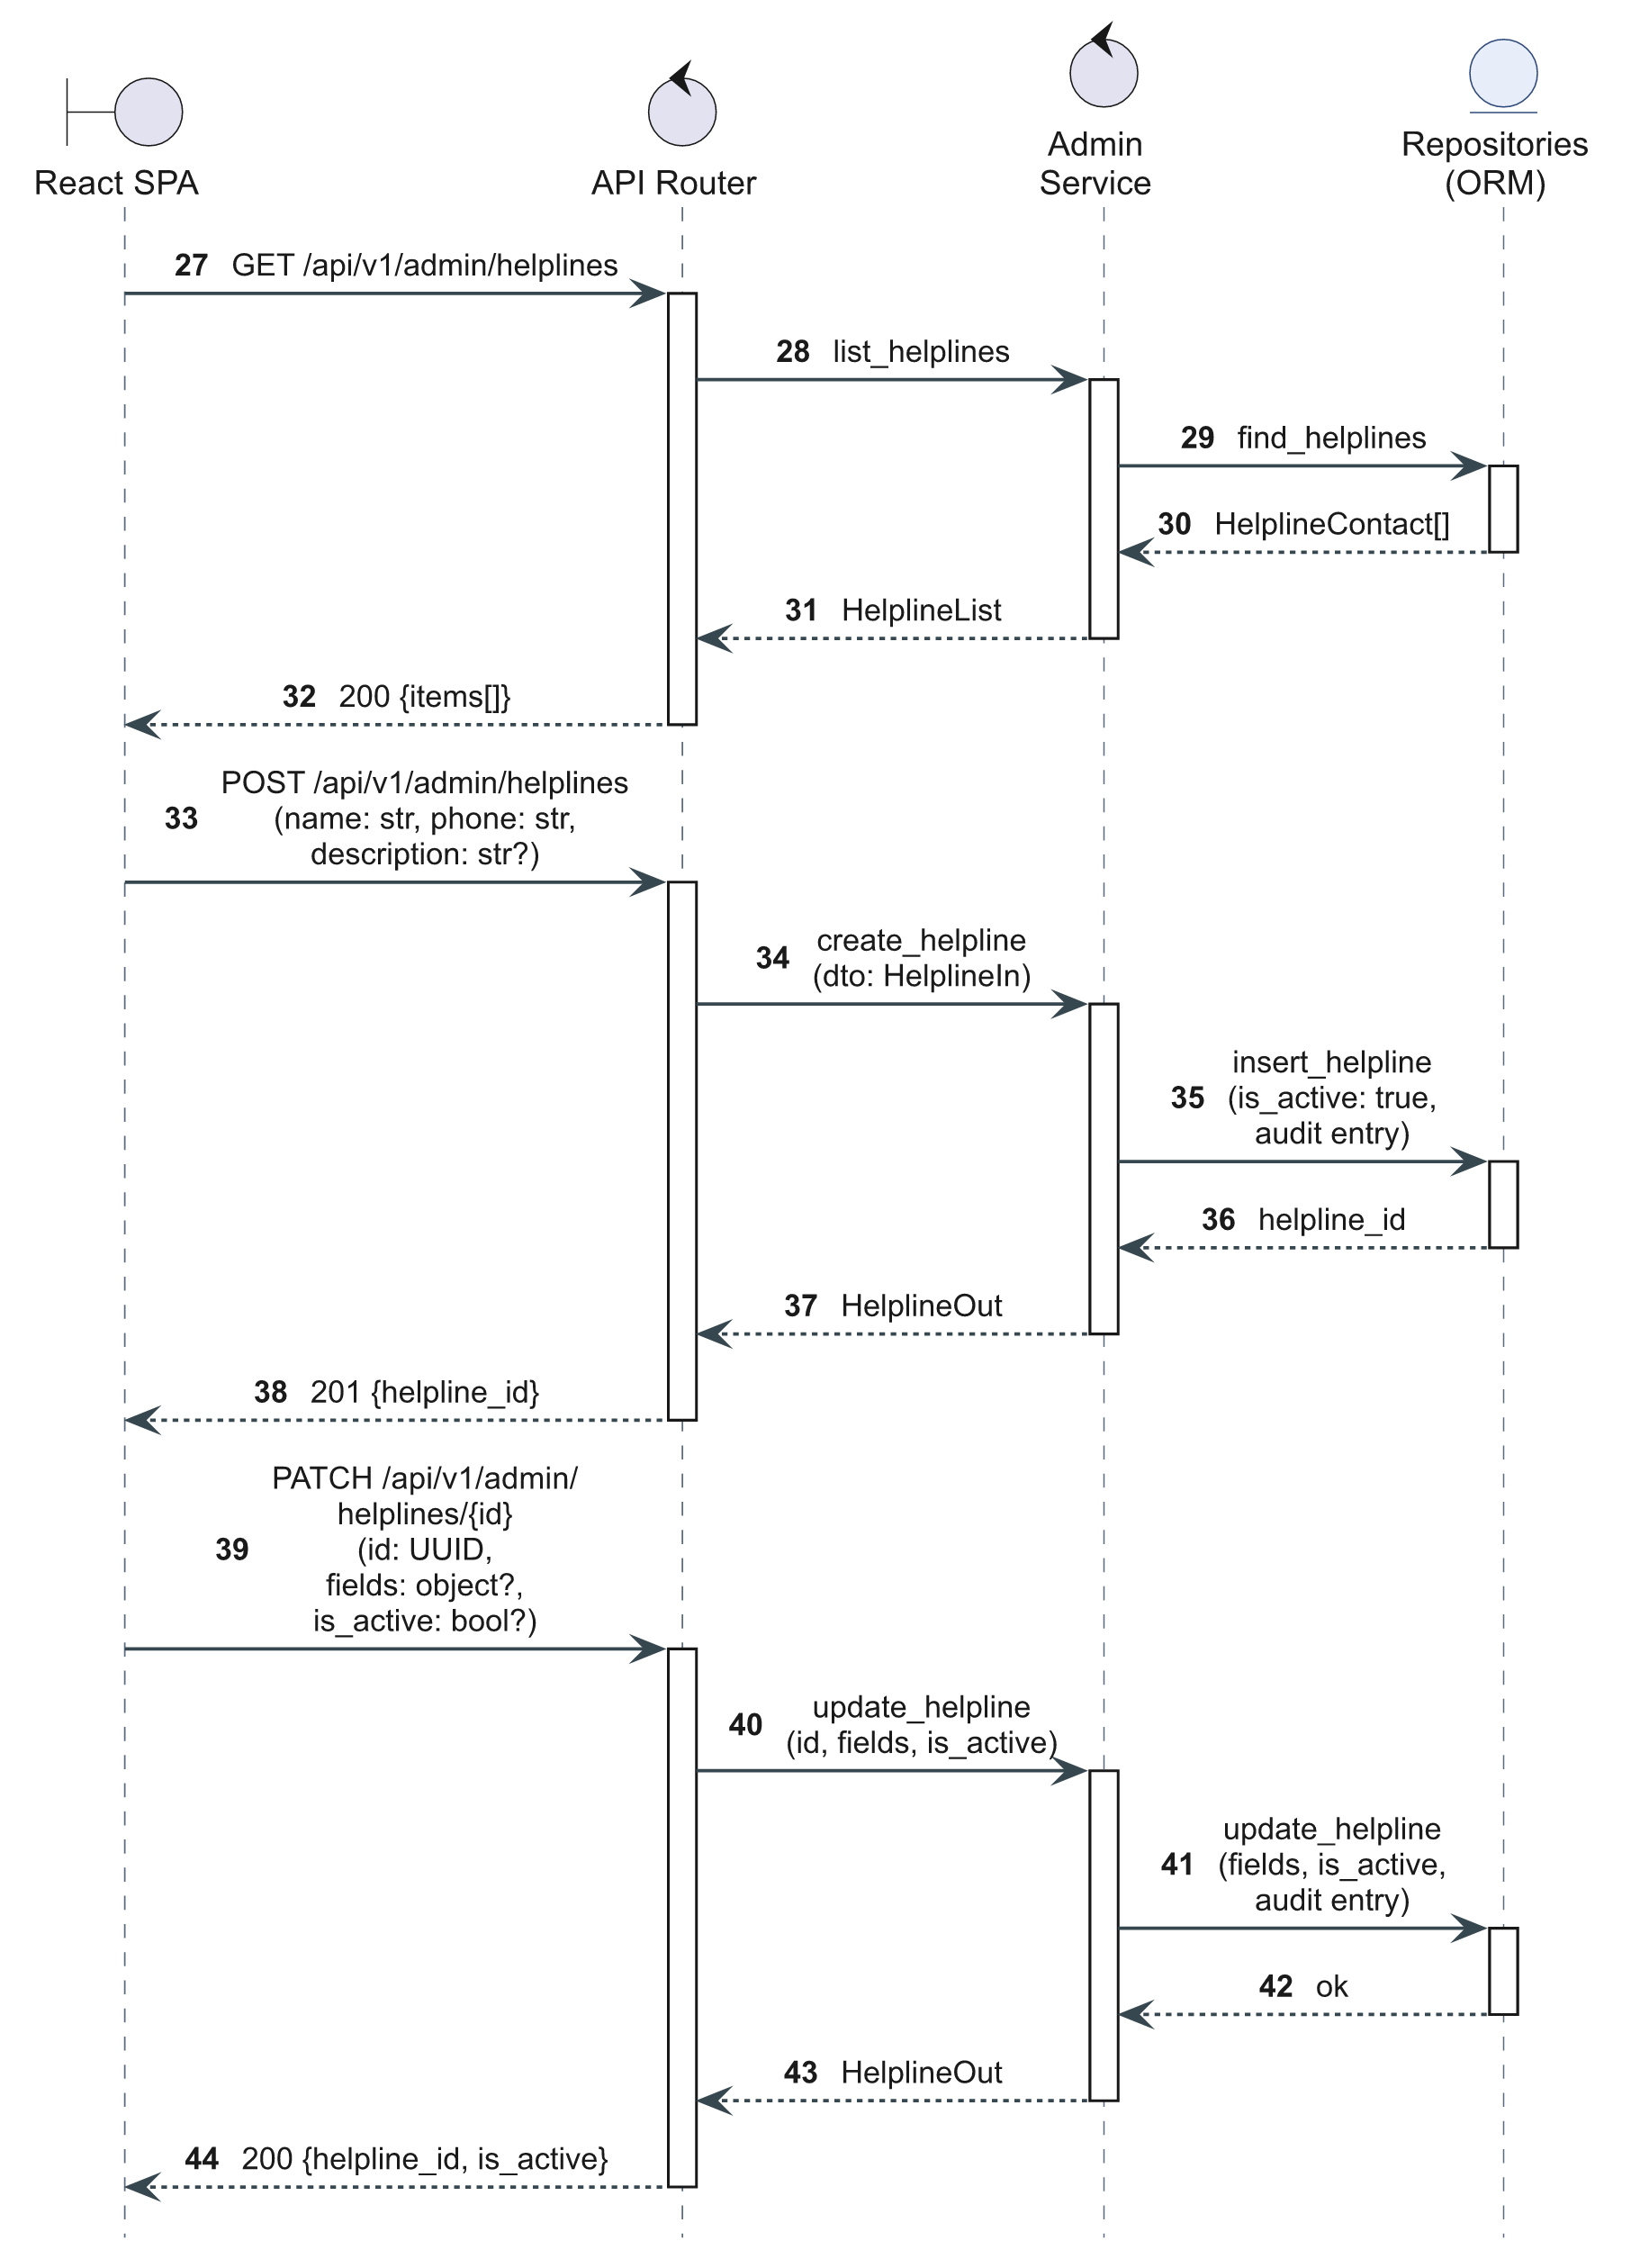 React SPA
API Router
Admin
Service
Repositories
(ORM)
27 GET /api/v1/admin/helplines
28 list_helplines
29 find_helplines
30 HelplineContact[]
31 HelplineList
32 200 {items[]}
33 POST /api/v1/admin/helplines
(name: str, phone: str,
description: str?)
34 create_helpline
(dto: HelplineIn)
35 insert_helpline
(is_active: true,
audit entry)
36 helpline_id
37 HelplineOut
38 201 {helpline_id}
39 PATCH /api/v1/admin/
helplines/{id}
(id: UUID,
fields: object?,
is_active: bool?)
40 update_helpline
(id, fields, is_active)
41 update_helpline
(fields, is_active,
audit entry)
42 ok
43 HelplineOut
44 200 {helpline_id, is_active}